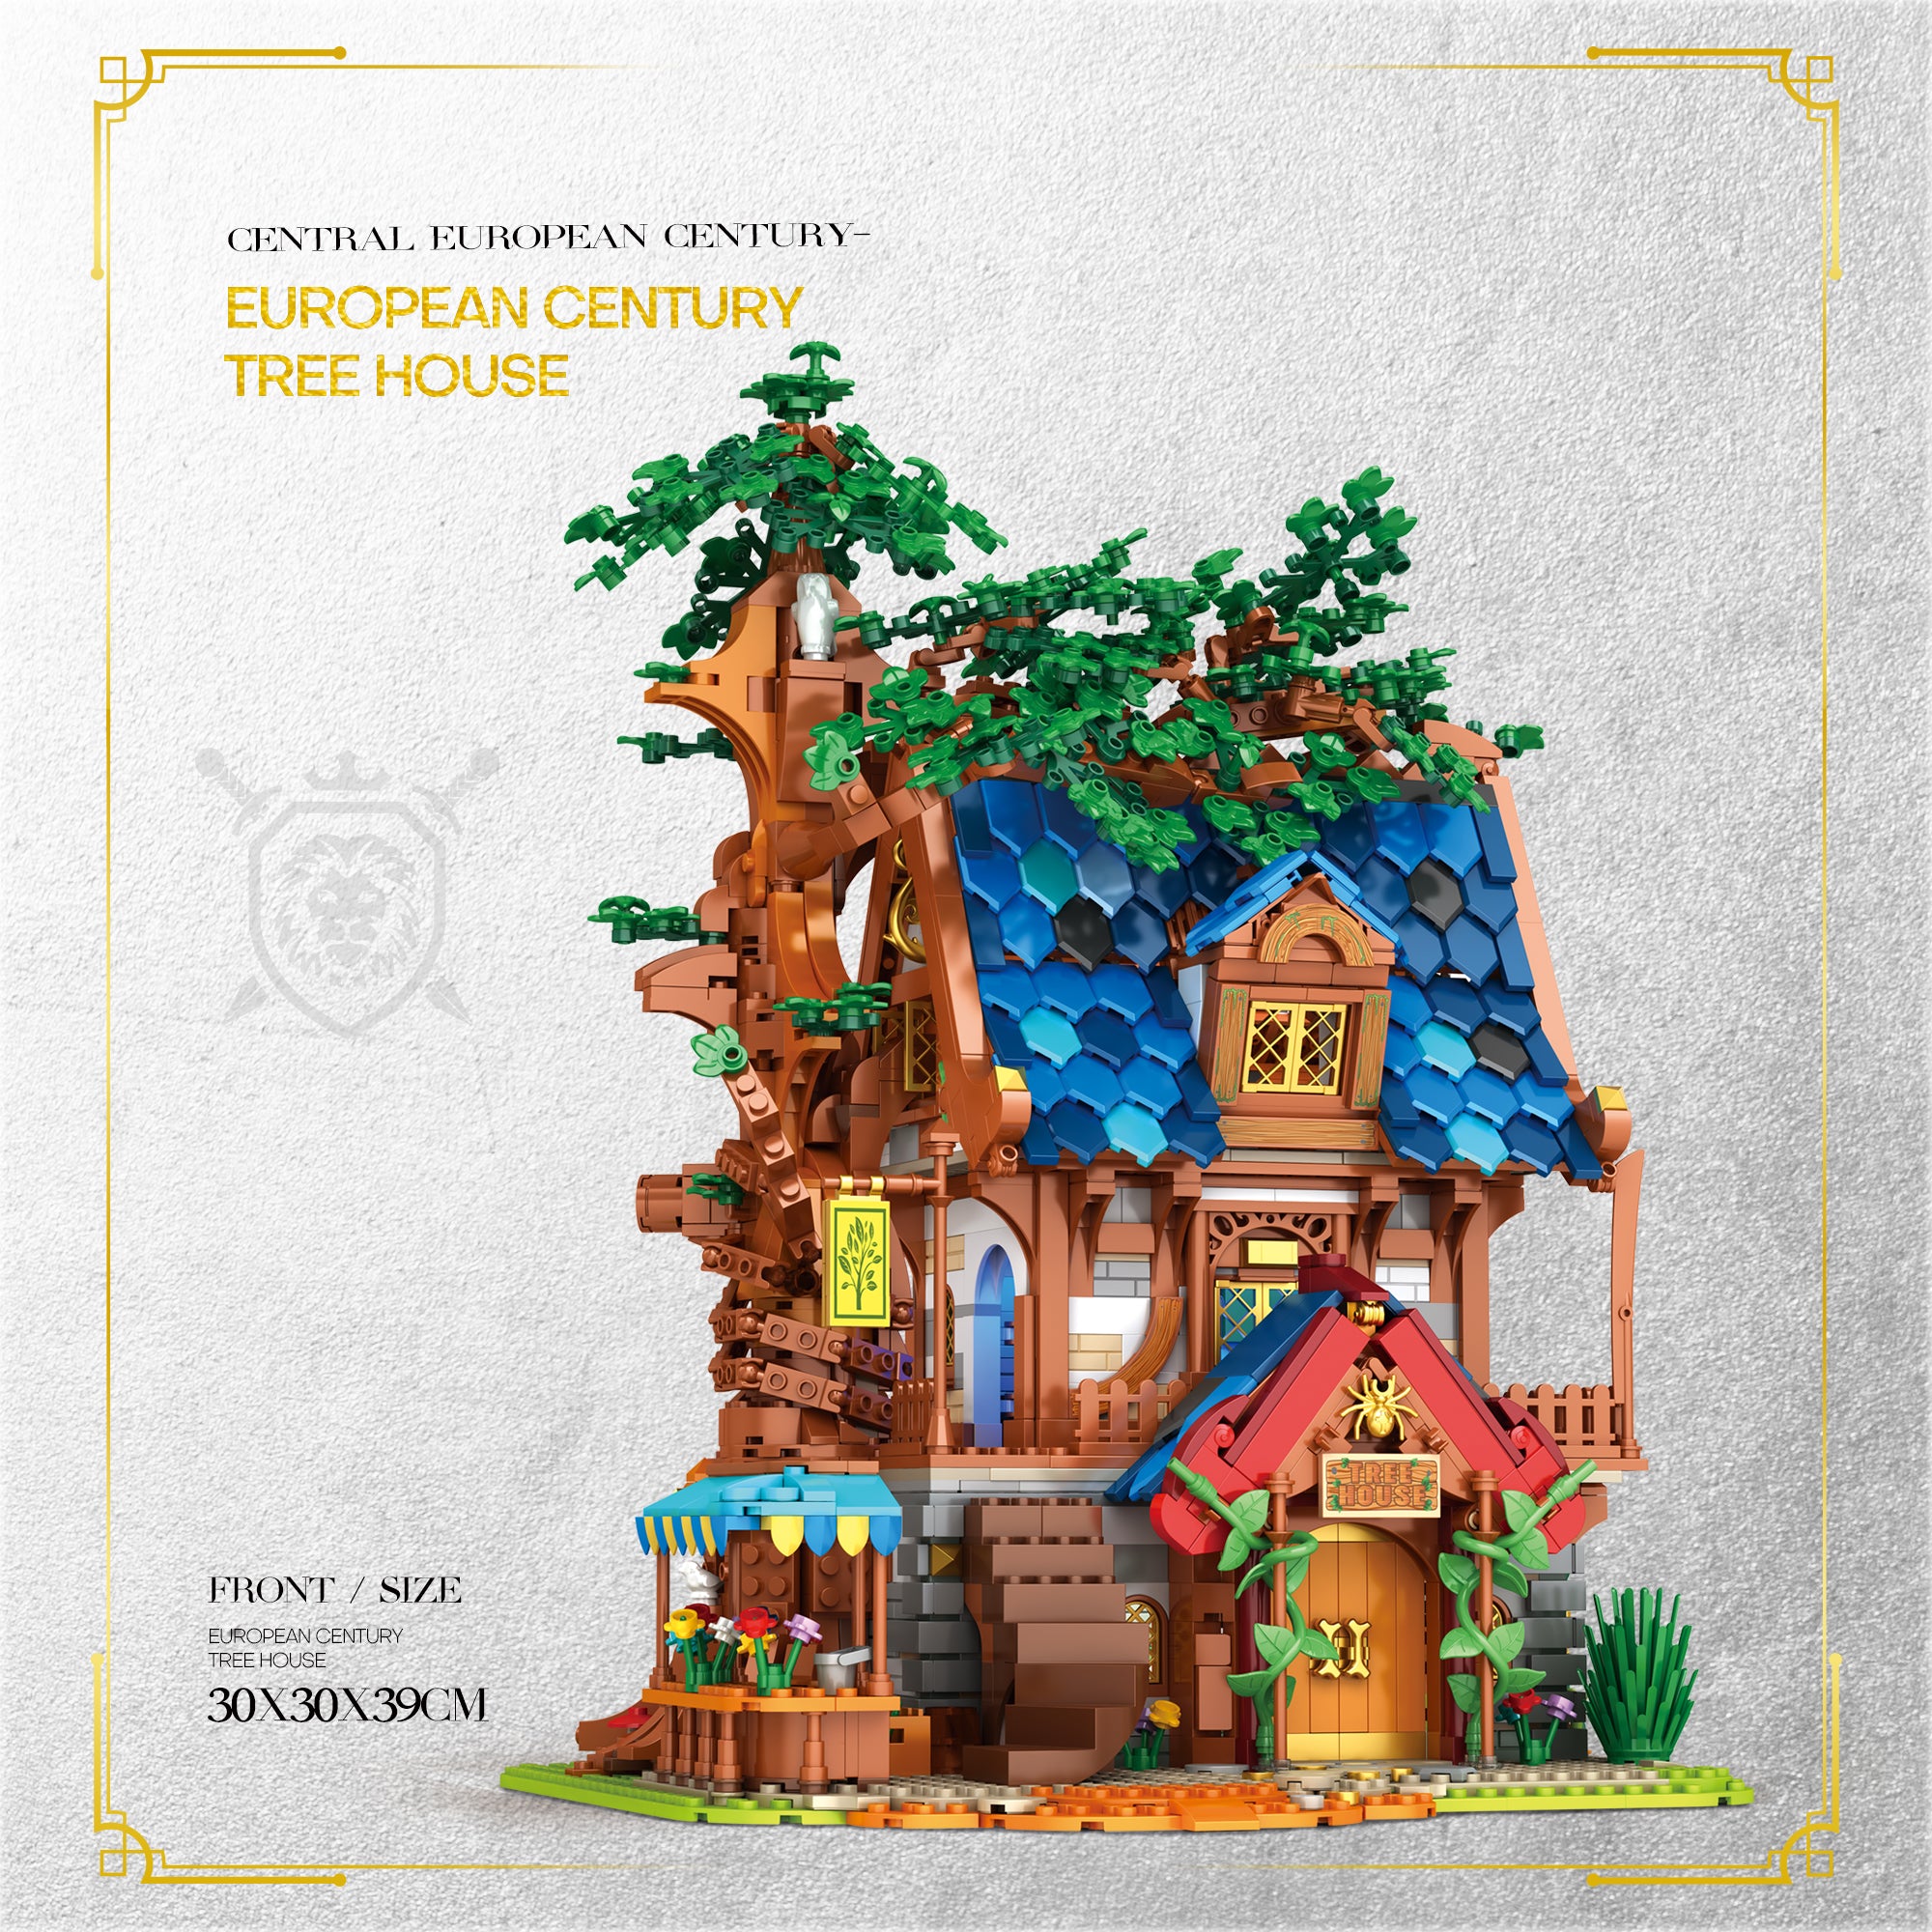 CENTRAL EUROPEAN CENTURY-
EUROPEAN CENTURY
TREE HOUSE
TREE
HOUSE
FRONT / SIZE
EUROPEAN CENTURY
TREE HOUSE
30X30X39CM